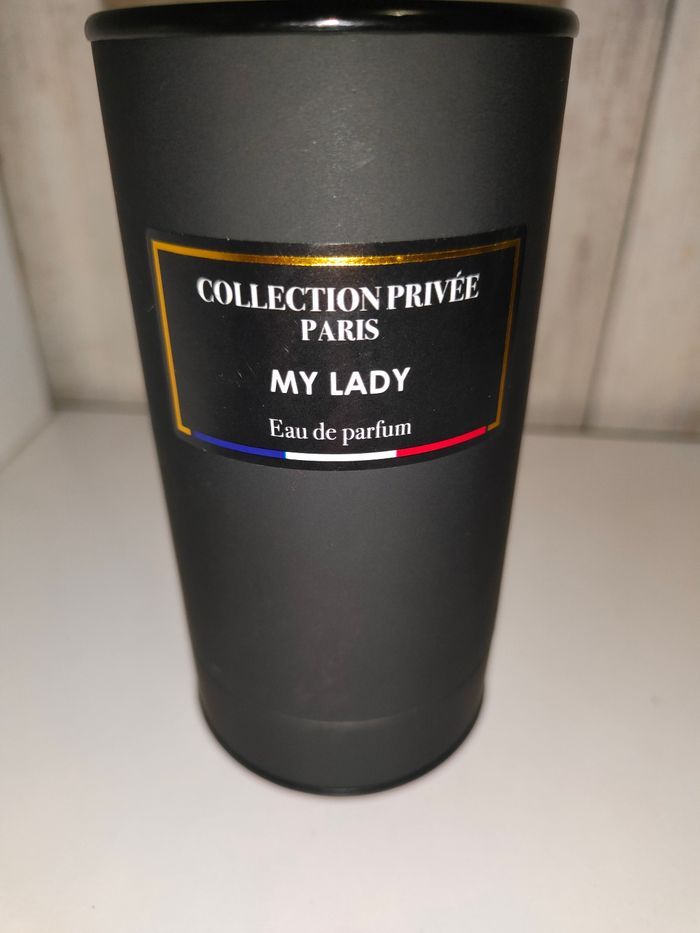 COLLECTION PRIVÉE
PARIS
MY LADY
Eau de parfum